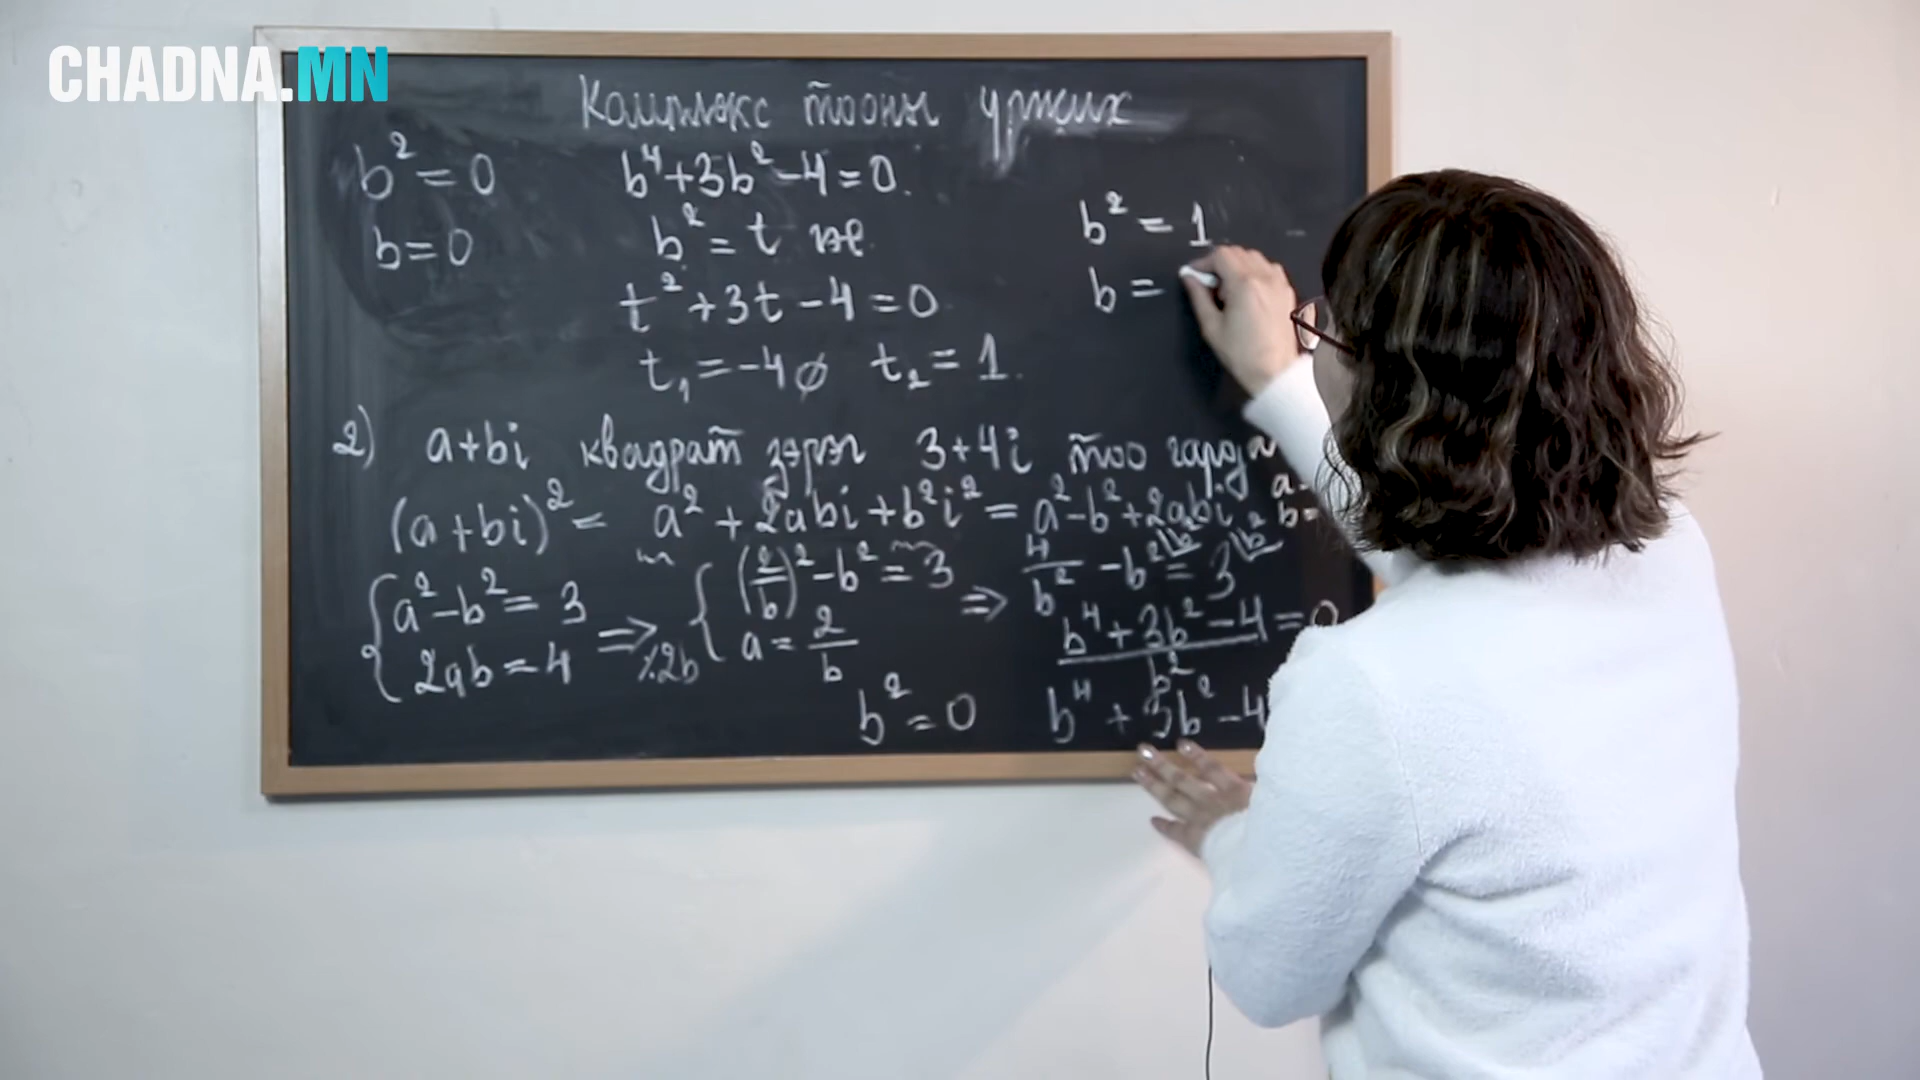 CHADNA.MN
Комплекс тооны үржих
b² = 0
b = 0
b⁴+3b²-4=0.
b² = t гэе.
t² +3t -4 = 0
t₁ = -4 ∅ t₂ = 1.
b² = 1
b =
2) a+bi квадрат зэрэг 3+4i тоо
(a+bi)² = a² + 2abi + b²i² = a²-b²+2abi
{a²-b² = 3
2ab = 4
⇒
{(2/b)² - b² = 3
a = 2/b
⇒ 4/b² - b² = 3
(b⁴ + 3b² - 4)/b² = 0
b² = 0
b⁴ + 3b² - 4